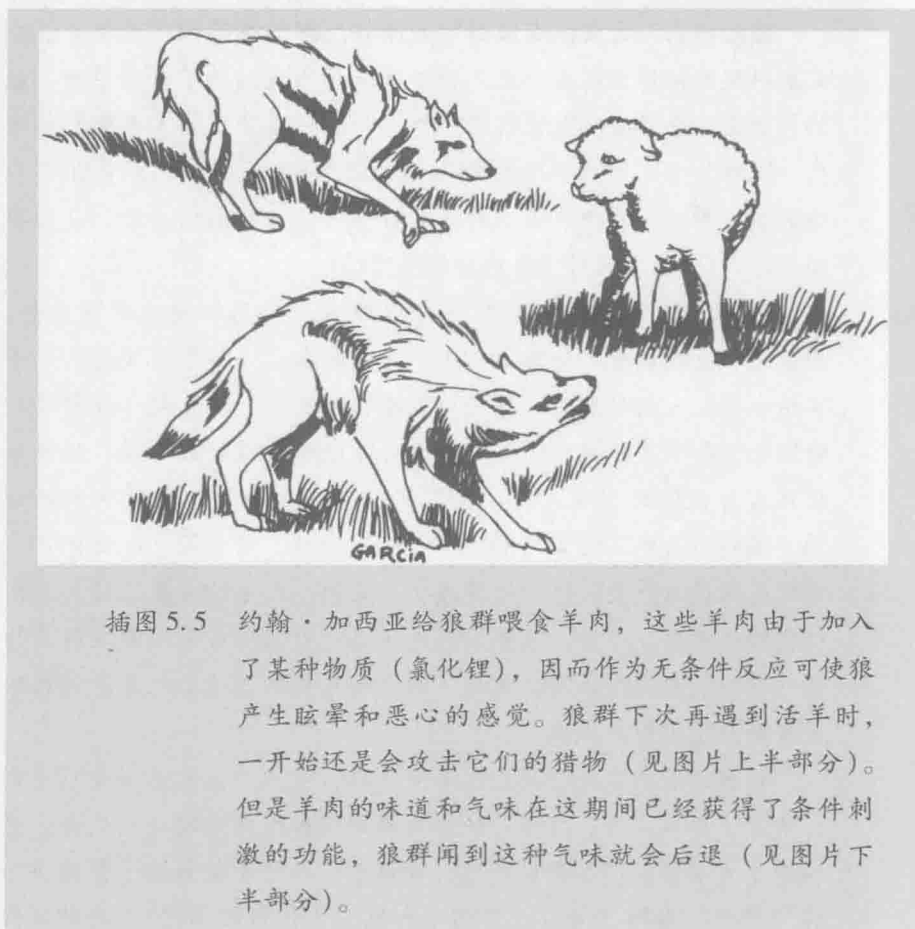 GARCIA
插图 5.5 约翰·加西亚给狼群喂食羊肉，这些羊肉由于加入
了某种物质（氯化锂），因而作为无条件反应可使狼
产生眩晕和恶心的感觉。狼群下次再遇到活羊时，
一开始还是会攻击它们的猎物（见图片上半部分）。
但是羊肉的味道和气味在这期间已经获得了条件刺
激的功能，狼群闻到这种气味就会后退（见图片下
半部分）。